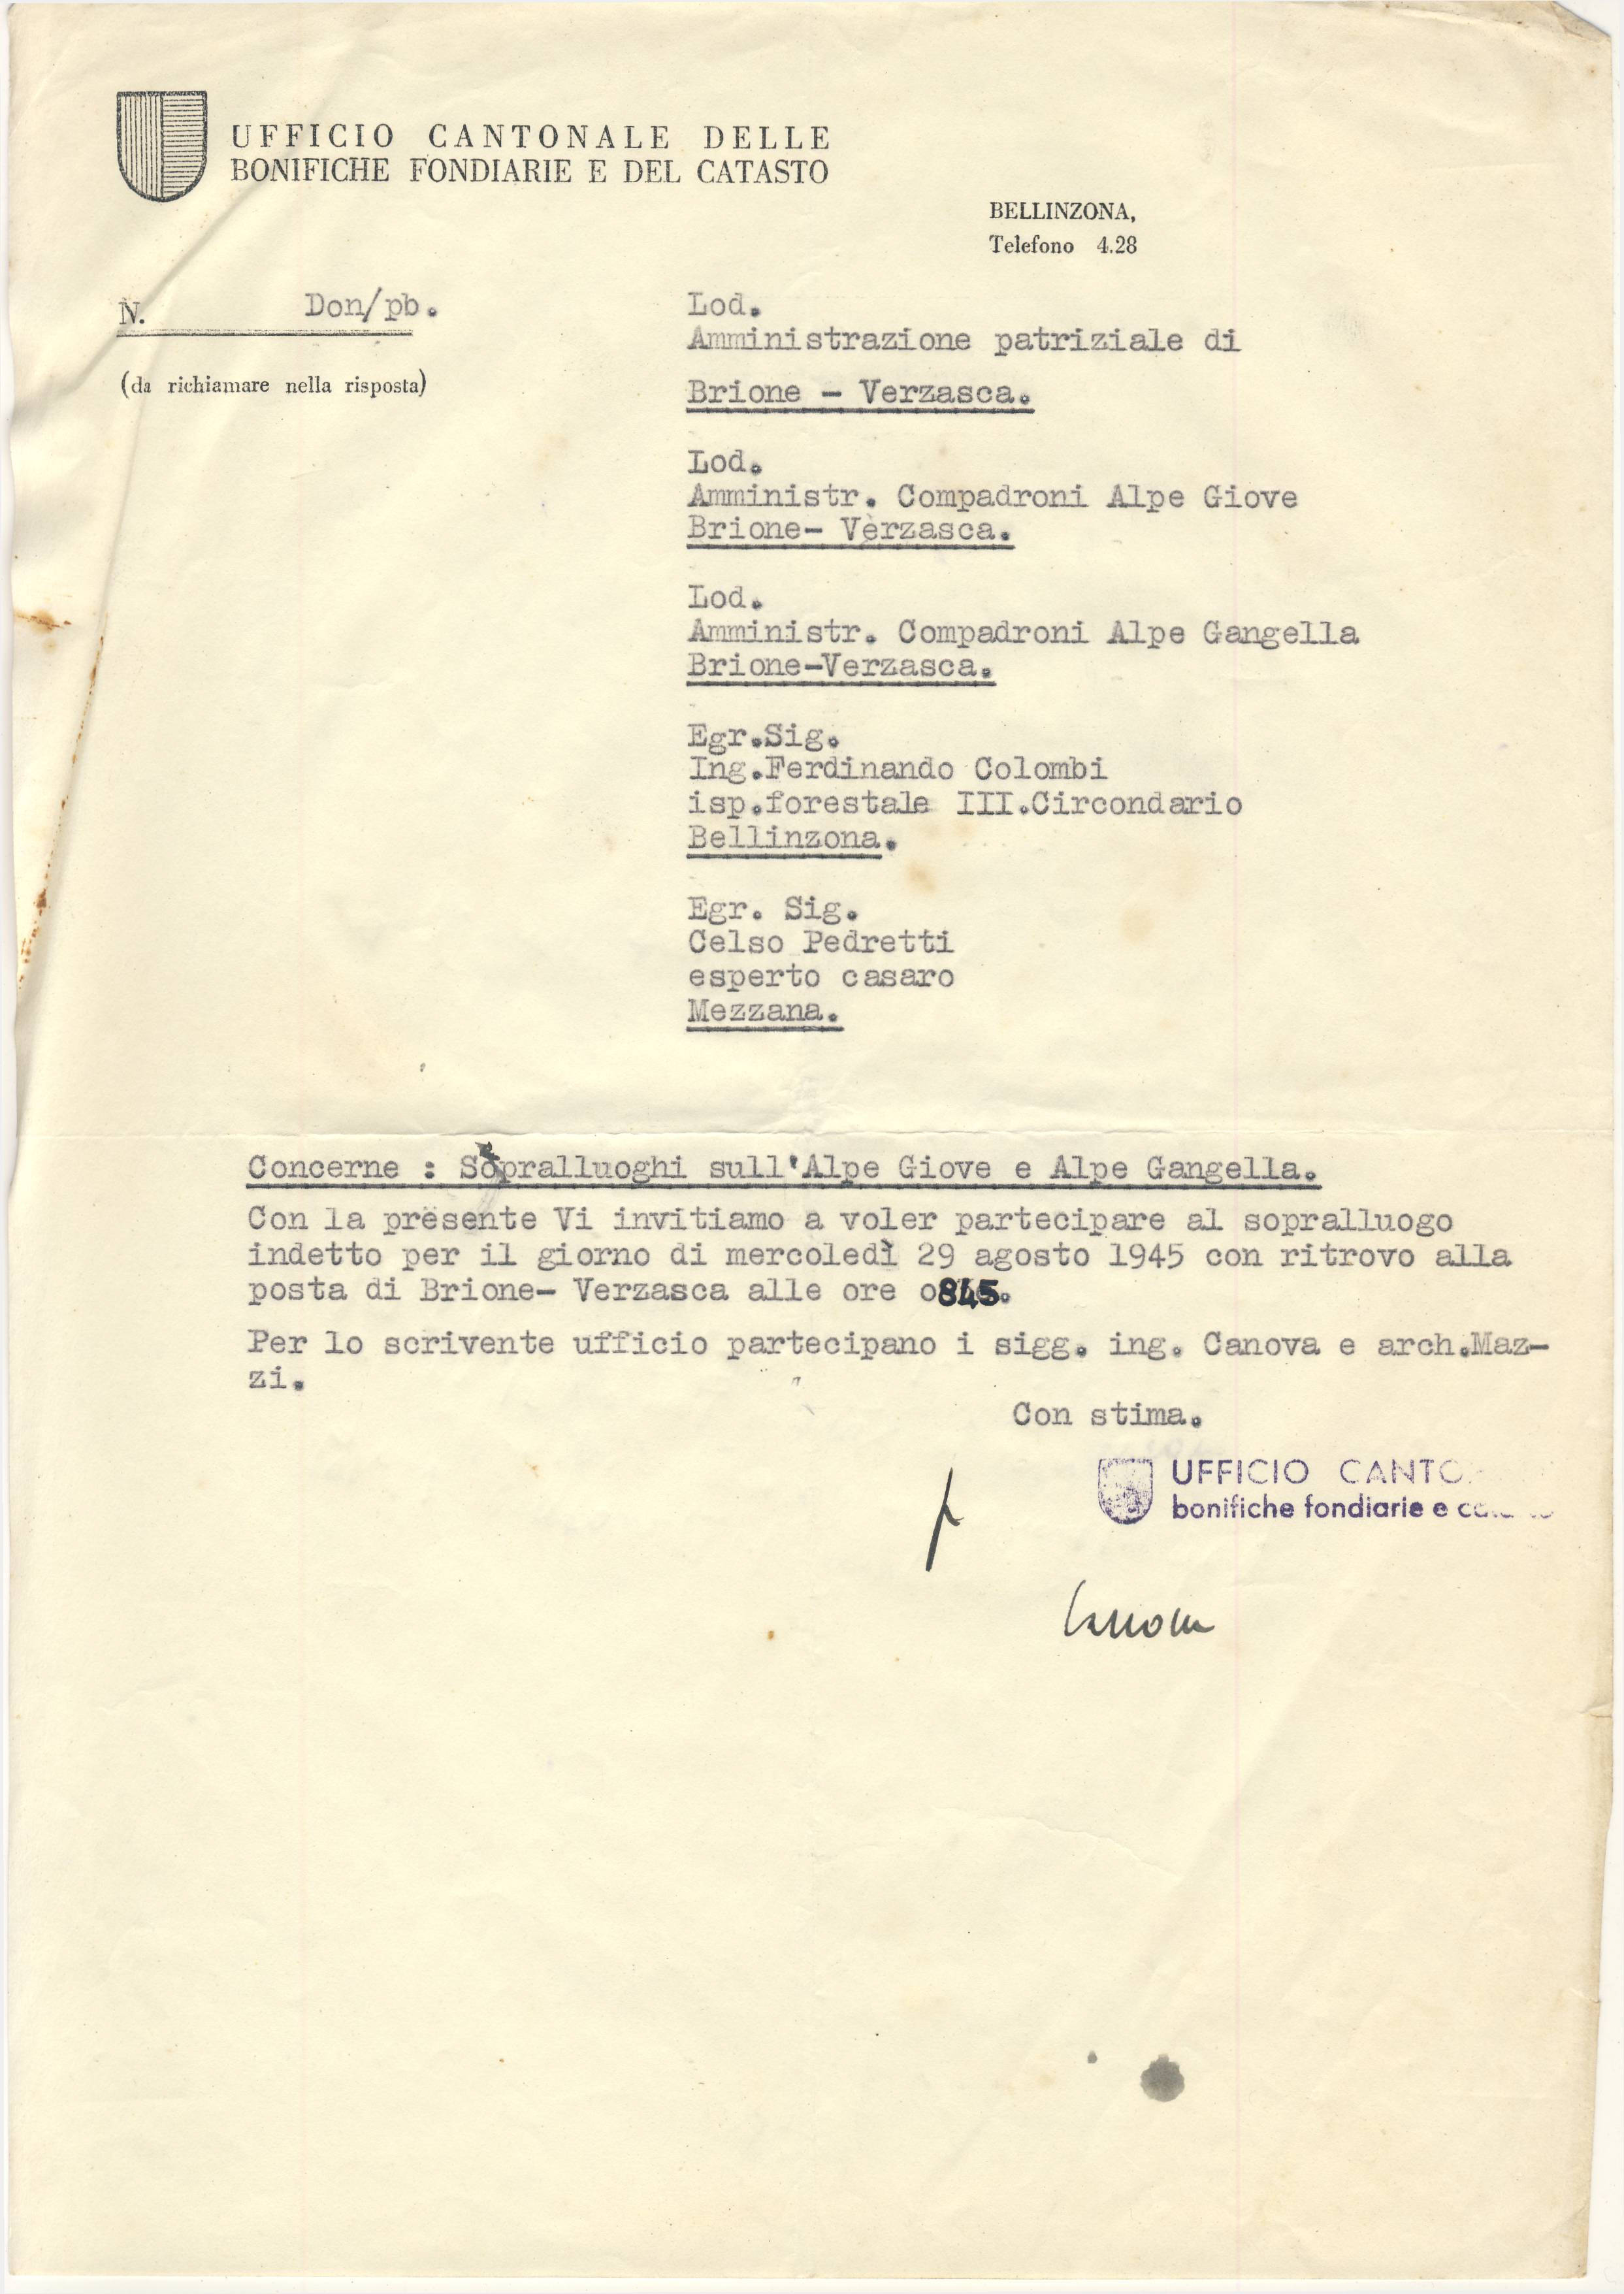 UFFICIO CANTONALE DELLE
BONIFICHE FONDIARIE E DEL CATASTO
BELLINZONA,
Telefono 4.28
N. Don/pb.
(da richiamare nella risposta)
Lod.
Amministrazione patriziale di
Brione - Verzasca.
Lod.
Amministr. Compadroni Alpe Giove
Brione- Verzasca.
Lod.
Amministr. Compadroni Alpe Gangella
Brione-Verzasca.
Egr.Sig.
Ing.Ferdinando Colombi
isp.forestale III.Circondario
Bellinzona.
Egr. Sig.
Celso Pedretti
esperto casaro
Mezzana.
Concerne : Sopralluoghi sull'Alpe Giove e Alpe Gangella.
Con la presente Vi invitiamo a voler partecipare al sopralluogo
indetto per il giorno di mercoledì 29 agosto 1945 con ritrovo alla
posta di Brione- Verzasca alle ore 0845.
Per lo scrivente ufficio partecipano i sigg. ing. Canova e arch.Maz-
zi.
Con stima.
UFFICIO
bonifiche fondiarie e